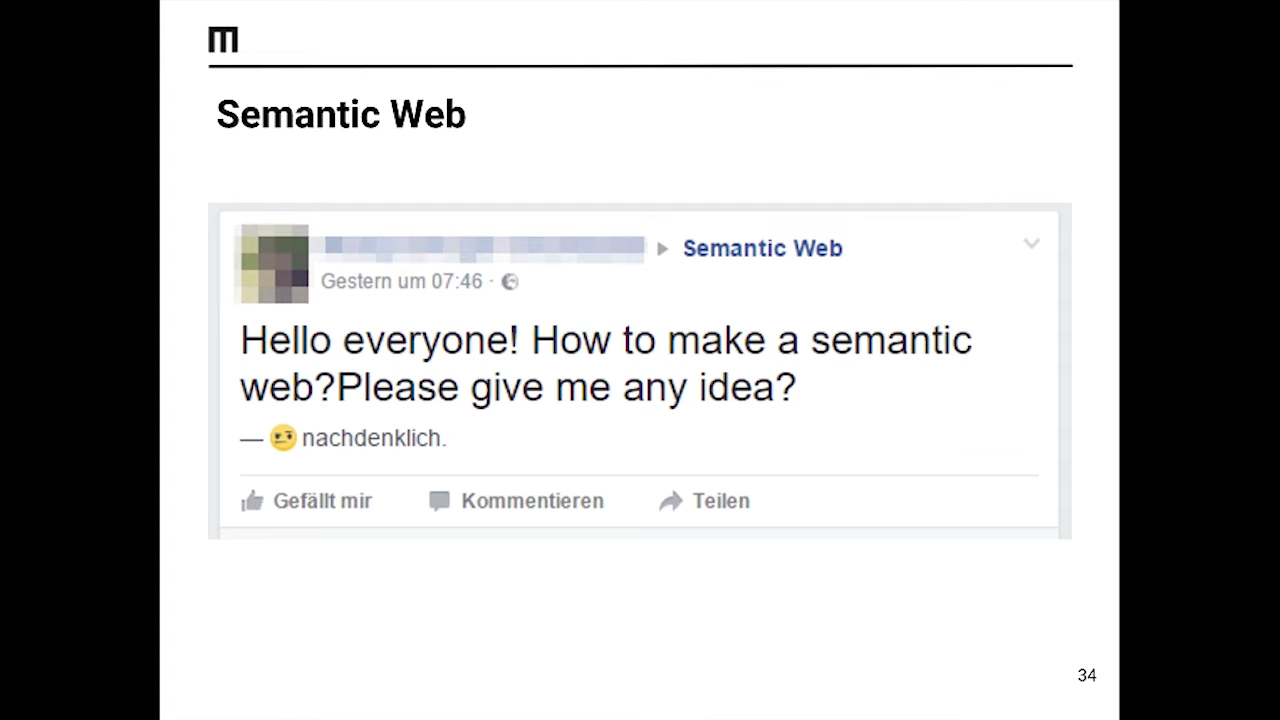 m
Semantic Web
Semantic Web
Gestern um 07:46 ·
Hello everyone! How to make a semantic
web?Please give me any idea?
— nachdenklich.
Gefällt mir Kommentieren Teilen
34